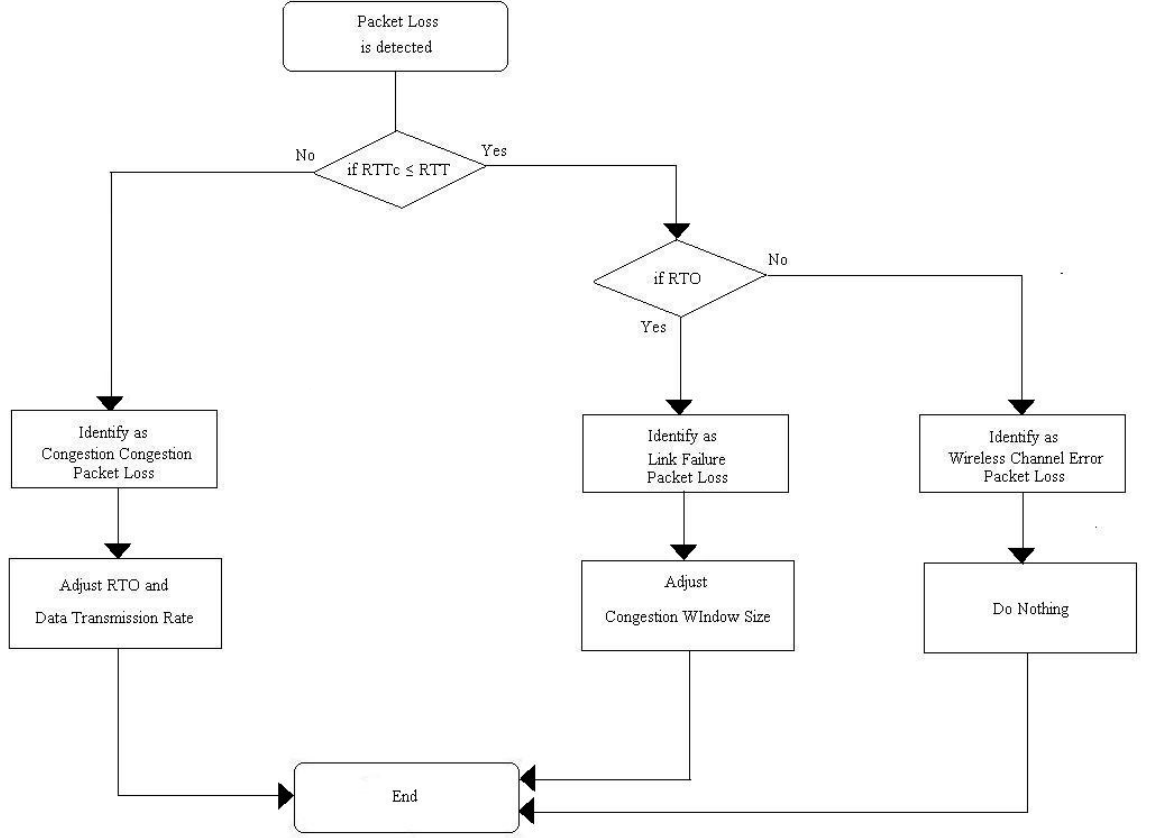 Packet Loss
is detected
No
Yes
if RTTc ≤ RTT
if RTO
No
Yes
Identify as
Congestion Congestion
Packet Loss
Identify as
Link Failure
Packet Loss
Identify as
Wireless Channel Error
Packet Loss
Adjust RTO and
Data Transmission Rate
Adjust
Congestion WIndow Size
Do Nothing
End